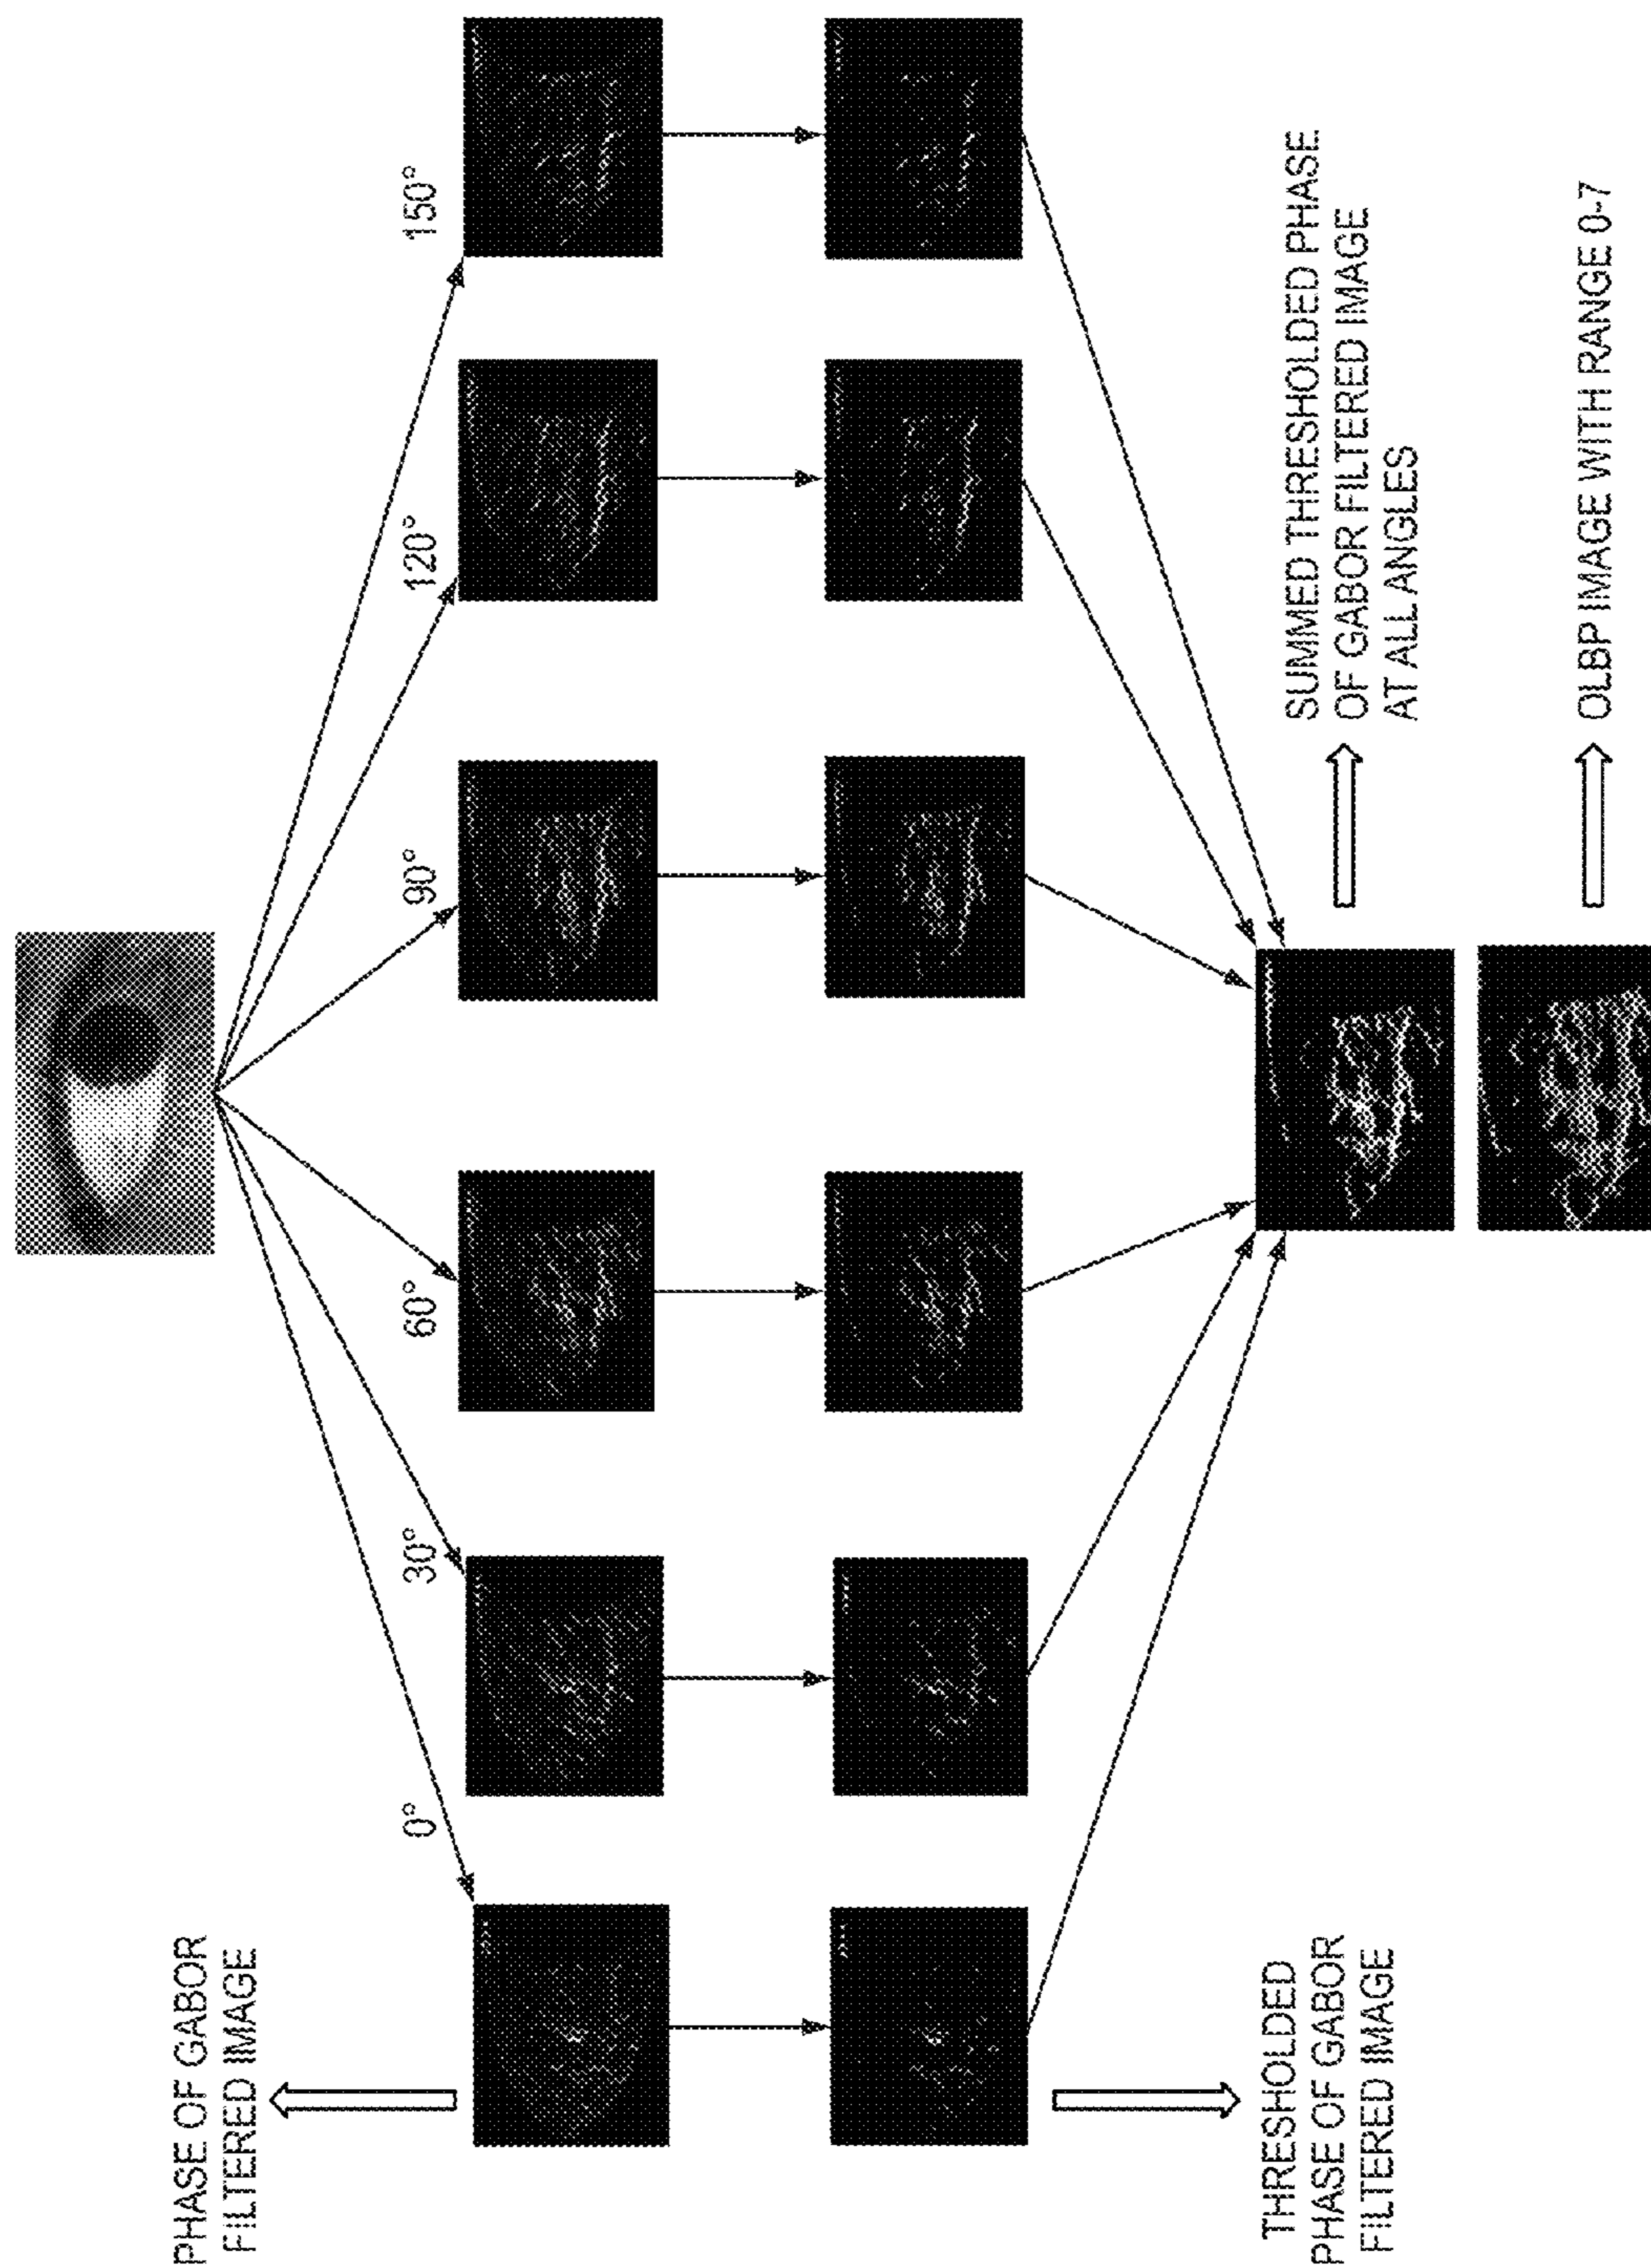 PHASE OF GABOR
FILTERED IMAGE
0°
30°
60°
90°
120°
150°
THRESHOLDED
PHASE OF GABOR
FILTERED IMAGE
SUMMED THRESHOLDED PHASE
OF GABOR FILTERED IMAGE
AT ALL ANGLES
OLBP IMAGE WITH RANGE 0-7